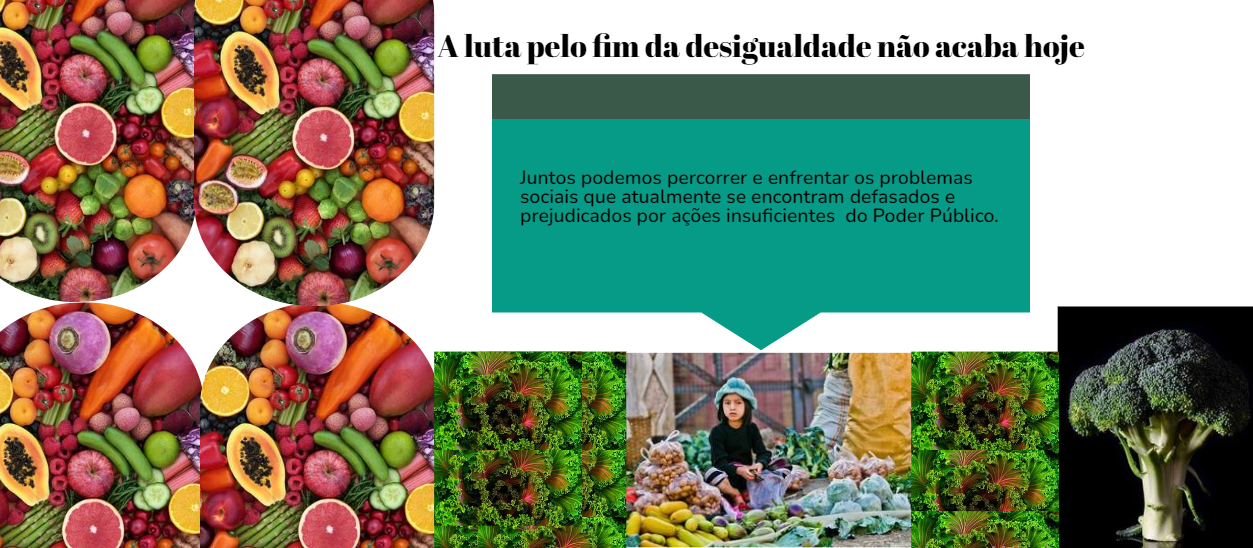 A luta pelo fim da desigualdade não acaba hoje
Juntos podemos percorrer e enfrentar os problemas
sociais que atualmente se encontram defasados e
prejudicados por ações insuficientes  do Poder Público.